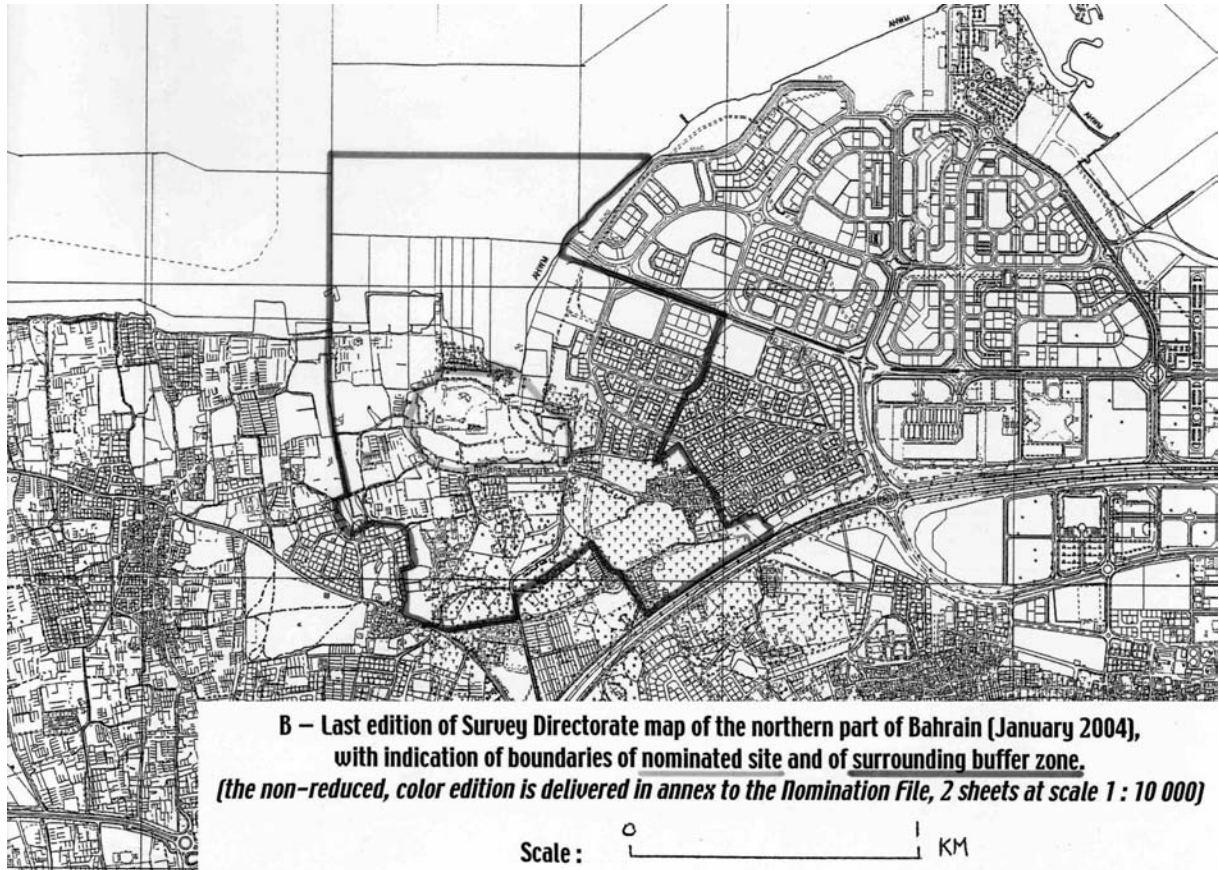 B – Last edition of Survey Directorate map of the northern part of Bahrain (January 2004),
with indication of boundaries of nominated site and of surrounding buffer zone.
(the non-reduced, color edition is delivered in annex to the Nomination File, 2 sheets at scale 1 : 10 000)
0 1
Scale : KM